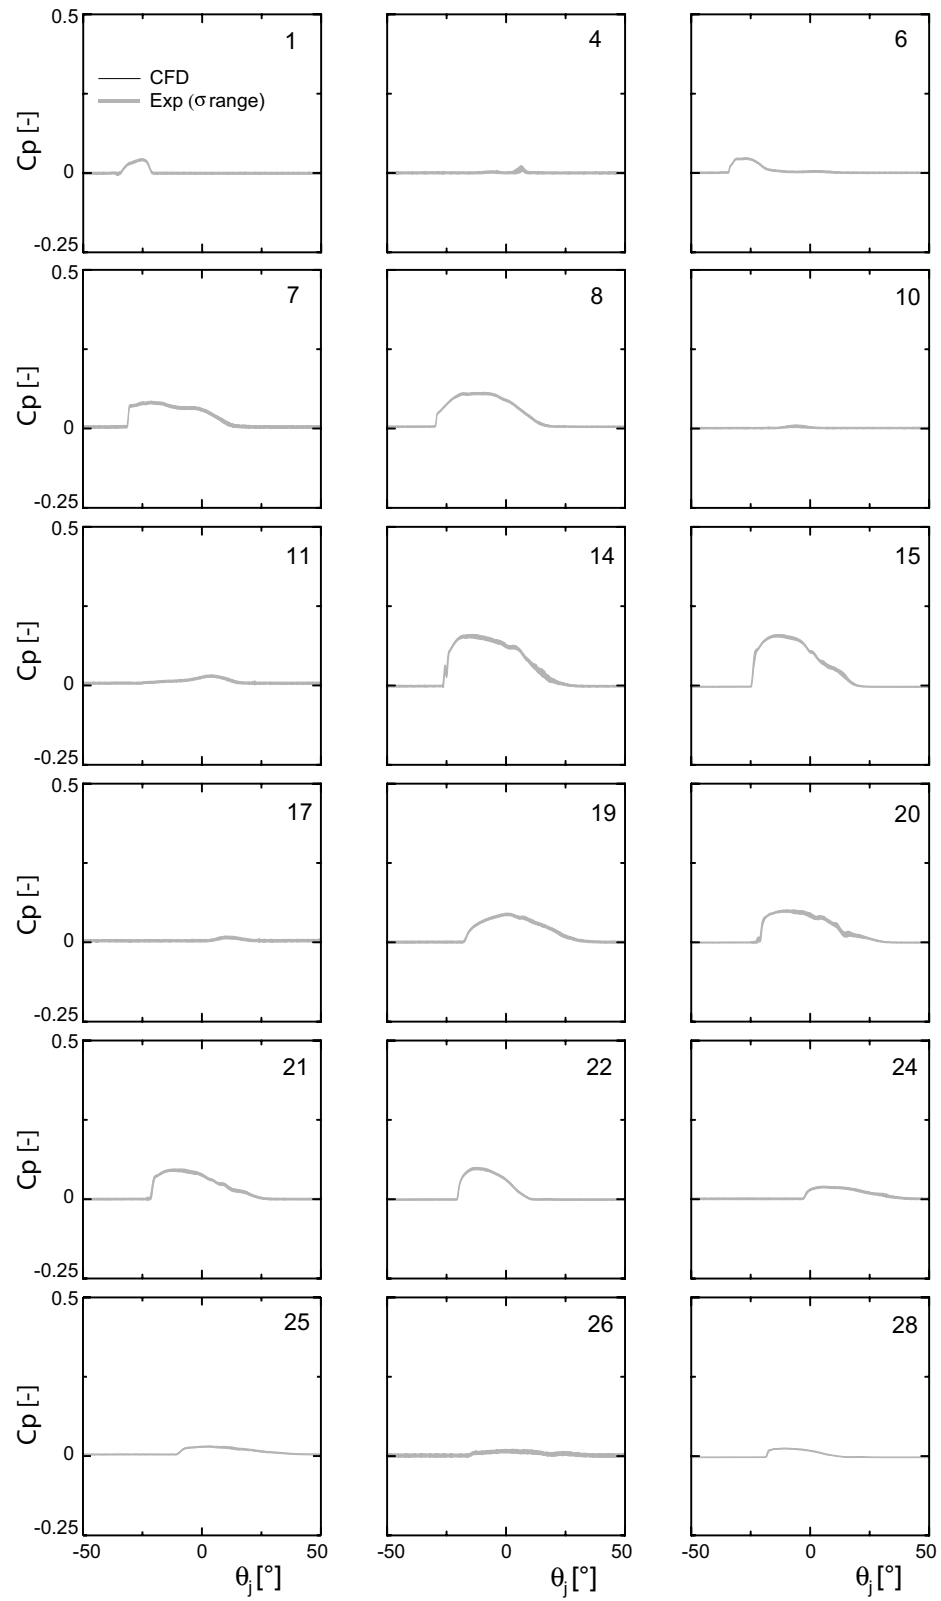 0.5 1 4 6
CFD
Exp (σ range)
Cp [-]
0
-0.25
0.5 7 8 10
Cp [-]
0
-0.25
0.5 11 14 15
Cp [-]
0
-0.25
0.5 17 19 20
Cp [-]
0
-0.25
0.5 21 22 24
Cp [-]
0
-0.25
0.5 25 26 28
Cp [-]
0
-0.25
-50 0 50 -50 0 50 -50 0 50
θj [°] θj [°] θj [°]